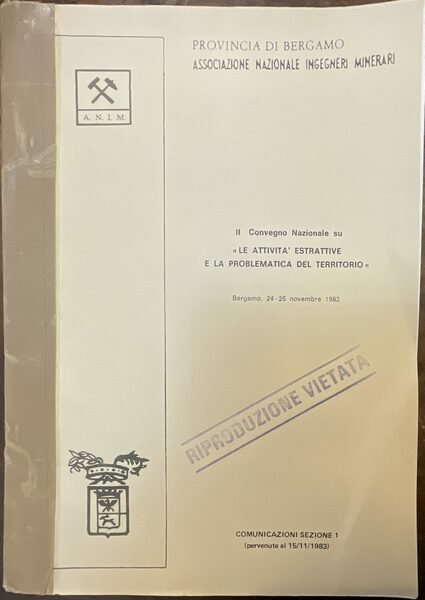 PROVINCIA DI BERGAMO
ASSOCIAZIONE NAZIONALE INGEGNERI MINERARI
A. N. I. M.
II Convegno Nazionale su
«LE ATTIVITA' ESTRATTIVE
E LA PROBLEMATICA DEL TERRITORIO»
Bergamo, 24-26 novembre 1983
RIPRODUZIONE VIETATA
COMUNICAZIONI SEZIONE 1
(pervenute al 15/11/1983)